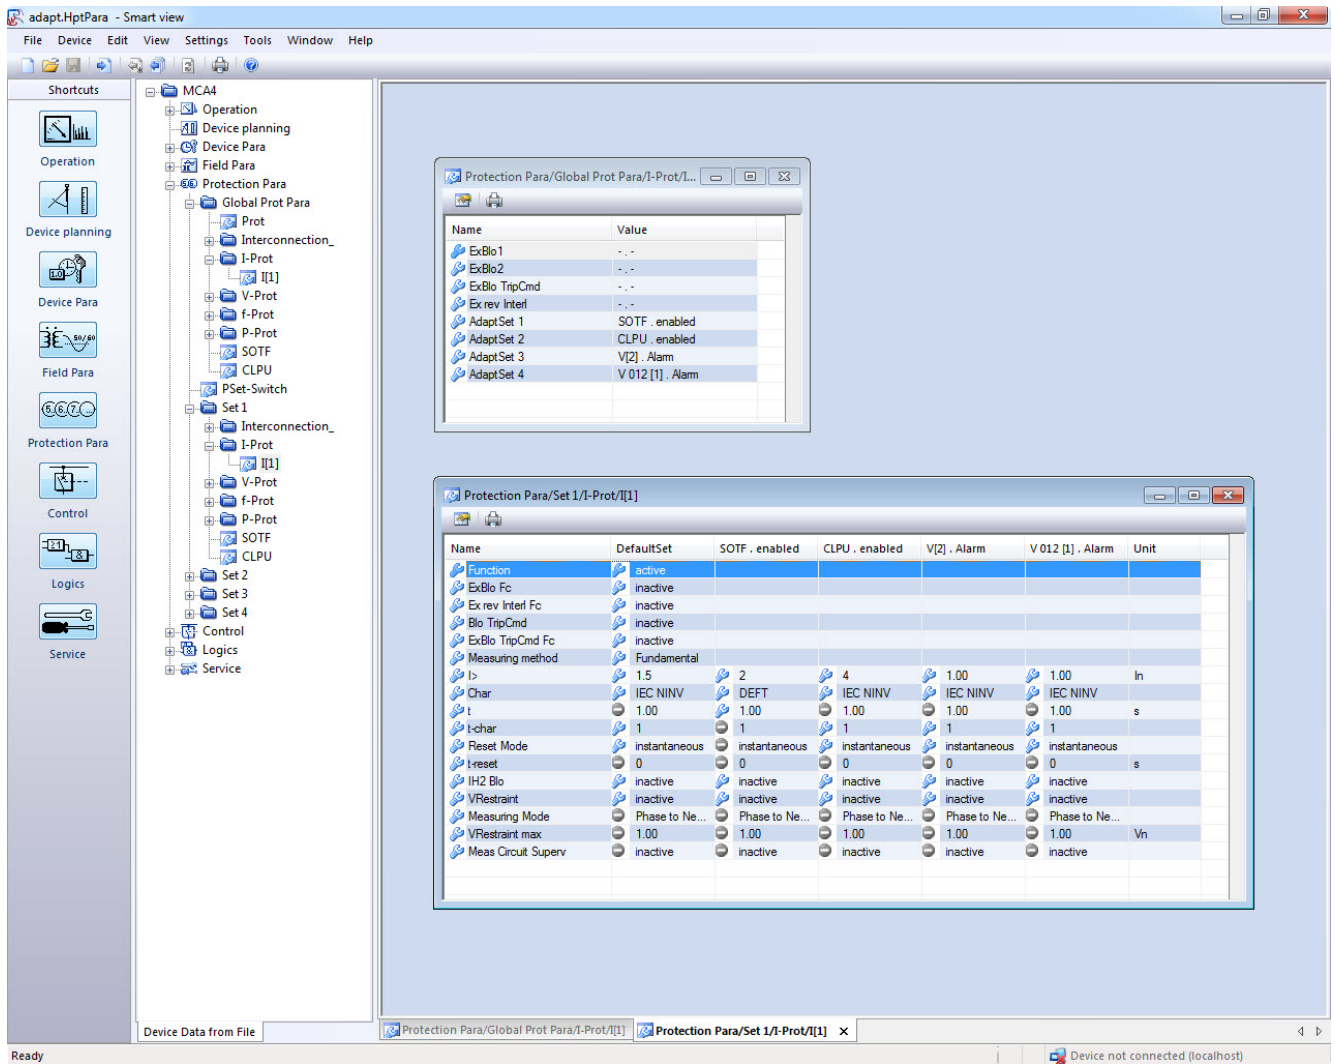 adapt.HptPara - Smart view
File Device Edit View Settings Tools Window Help
Shortcuts
Operation
Device planning
Device Para
Field Para
Protection Para
Control
Logics
Service
MCA4
Operation
Device planning
Device Para
Field Para
Protection Para
Global Prot Para
Prot
Interconnection_
I-Prot
I[1]
V-Prot
f-Prot
P-Prot
SOTF
CLPU
PSet-Switch
Set 1
Interconnection_
I-Prot
I[1]
V-Prot
f-Prot
P-Prot
SOTF
CLPU
Set 2
Set 3
Set 4
Control
Logics
Service
Device Data from File
Protection Para/Global Prot Para/I-Prot/I...
Name Value
ExBlo1 - . -
ExBlo2 - . -
ExBlo TripCmd - . -
Ex rev Interl - . -
AdaptSet 1 SOTF . enabled
AdaptSet 2 CLPU . enabled
AdaptSet 3 V[2] . Alarm
AdaptSet 4 V 012 [1] . Alarm
Protection Para/Set 1/I-Prot/I[1]
Name DefaultSet SOTF . enabled CLPU . enabled V[2] . Alarm V 012 [1] . Alarm Unit
Function active
ExBlo Fc inactive
Ex rev Interl Fc inactive
Blo TripCmd inactive
ExBlo TripCmd Fc inactive
Measuring method Fundamental
I> 1.5 2 4 1.00 1.00 In
Char IEC NINV DEFT IEC NINV IEC NINV IEC NINV
t 1.00 1.00 1.00 1.00 1.00 s
t-char 1 1 1 1 1
Reset Mode instantaneous instantaneous instantaneous instantaneous instantaneous
t-reset 0 0 0 0 0 s
IH2 Blo inactive inactive inactive inactive inactive
VRestraint inactive inactive inactive inactive inactive
Measuring Mode Phase to Ne... Phase to Ne... Phase to Ne... Phase to Ne... Phase to Ne...
VRestraint max 1.00 1.00 1.00 1.00 1.00 Vn
Meas Circuit Superv inactive inactive inactive inactive inactive
Protection Para/Global Prot Para/I-Prot/I[1] Protection Para/Set 1/I-Prot/I[1]
Ready Device not connected (localhost)